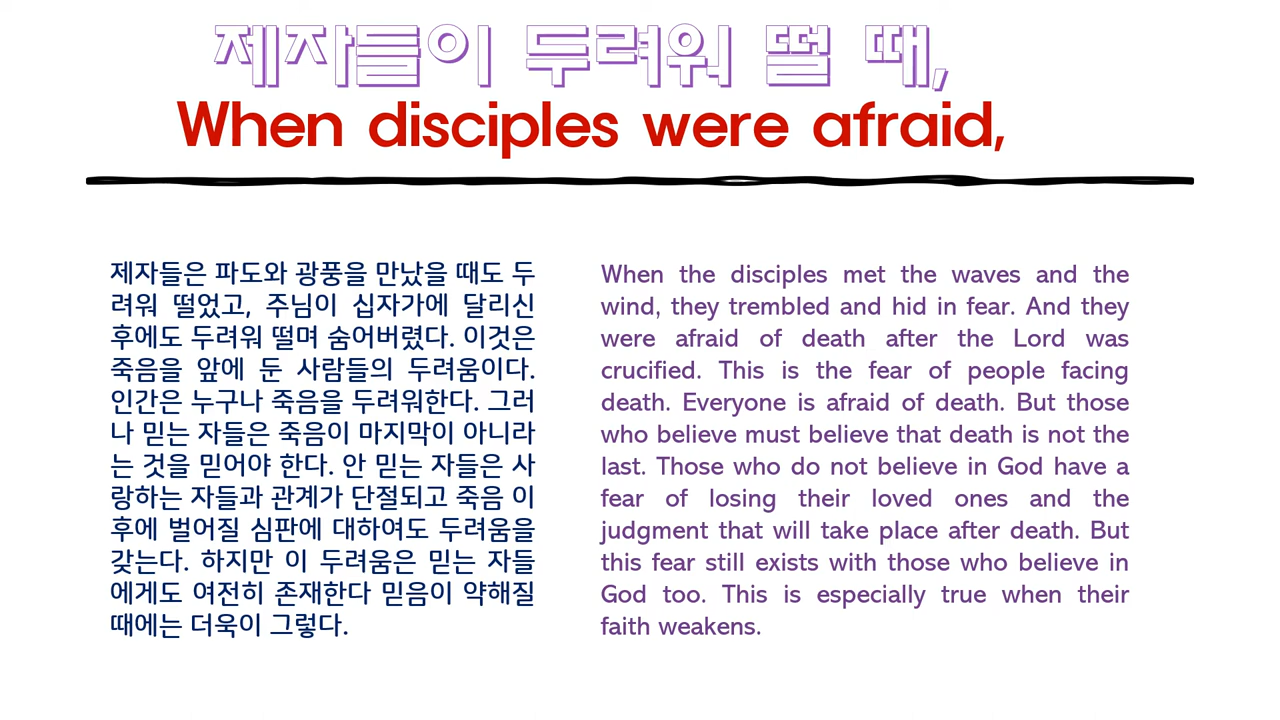 제자들이 두려워 떨 때,
When disciples were afraid,
제자들은 파도와 광풍을 만났을 때도 두
려워 떨었고, 주님이 십자가에 달리신
후에도 두려워 떨며 숨어버렸다. 이것은
죽음을 앞에 둔 사람들의 두려움이다.
인간은 누구나 죽음을 두려워한다. 그러
나 믿는 자들은 죽음이 마지막이 아니라
는 것을 믿어야 한다. 안 믿는 자들은 사
랑하는 자들과 관계가 단절되고 죽음 이
후에 벌어질 심판에 대하여도 두려움을
갖는다. 하지만 이 두려움은 믿는 자들
에게도 여전히 존재한다 믿음이 약해질
때에는 더욱이 그렇다.
When the disciples met the waves and the
wind, they trembled and hid in fear. And they
were afraid of death after the Lord was
crucified. This is the fear of people facing
death. Everyone is afraid of death. But those
who believe must believe that death is not the
last. Those who do not believe in God have a
fear of losing their loved ones and the
judgment that will take place after death. But
this fear still exists with those who believe in
God too. This is especially true when their
faith weakens.